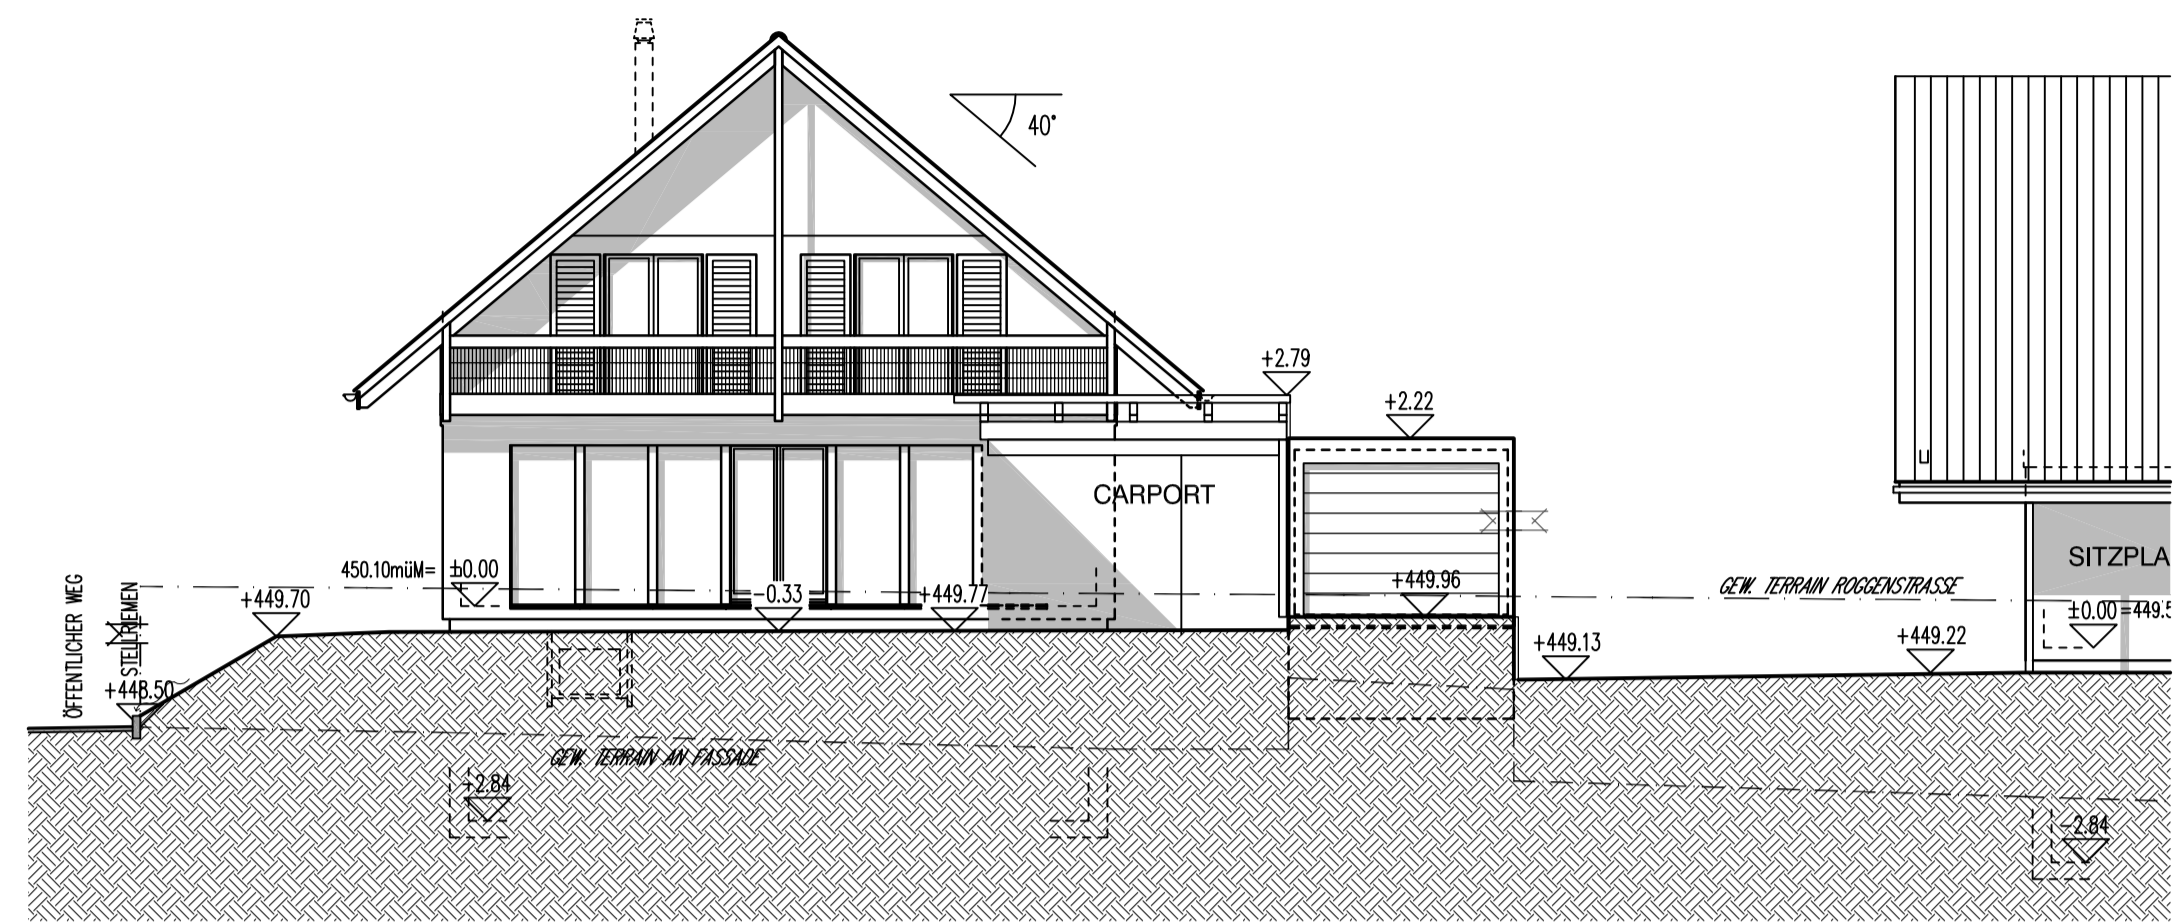 40°
+2.79
+2.22
CARPORT
450.10müM= ±0.00
ÖFFENTLICHER WEG
STELLRIEMEN
+449.70
-0.33
+449.77
+449.96
GEW. TERRAIN ROGGENSTRASSE
SITZPLA
±0.00=449.5
+449.13
+449.22
+448.50
GEW. TERRAIN AN FASSADE
-2.84
-2.84